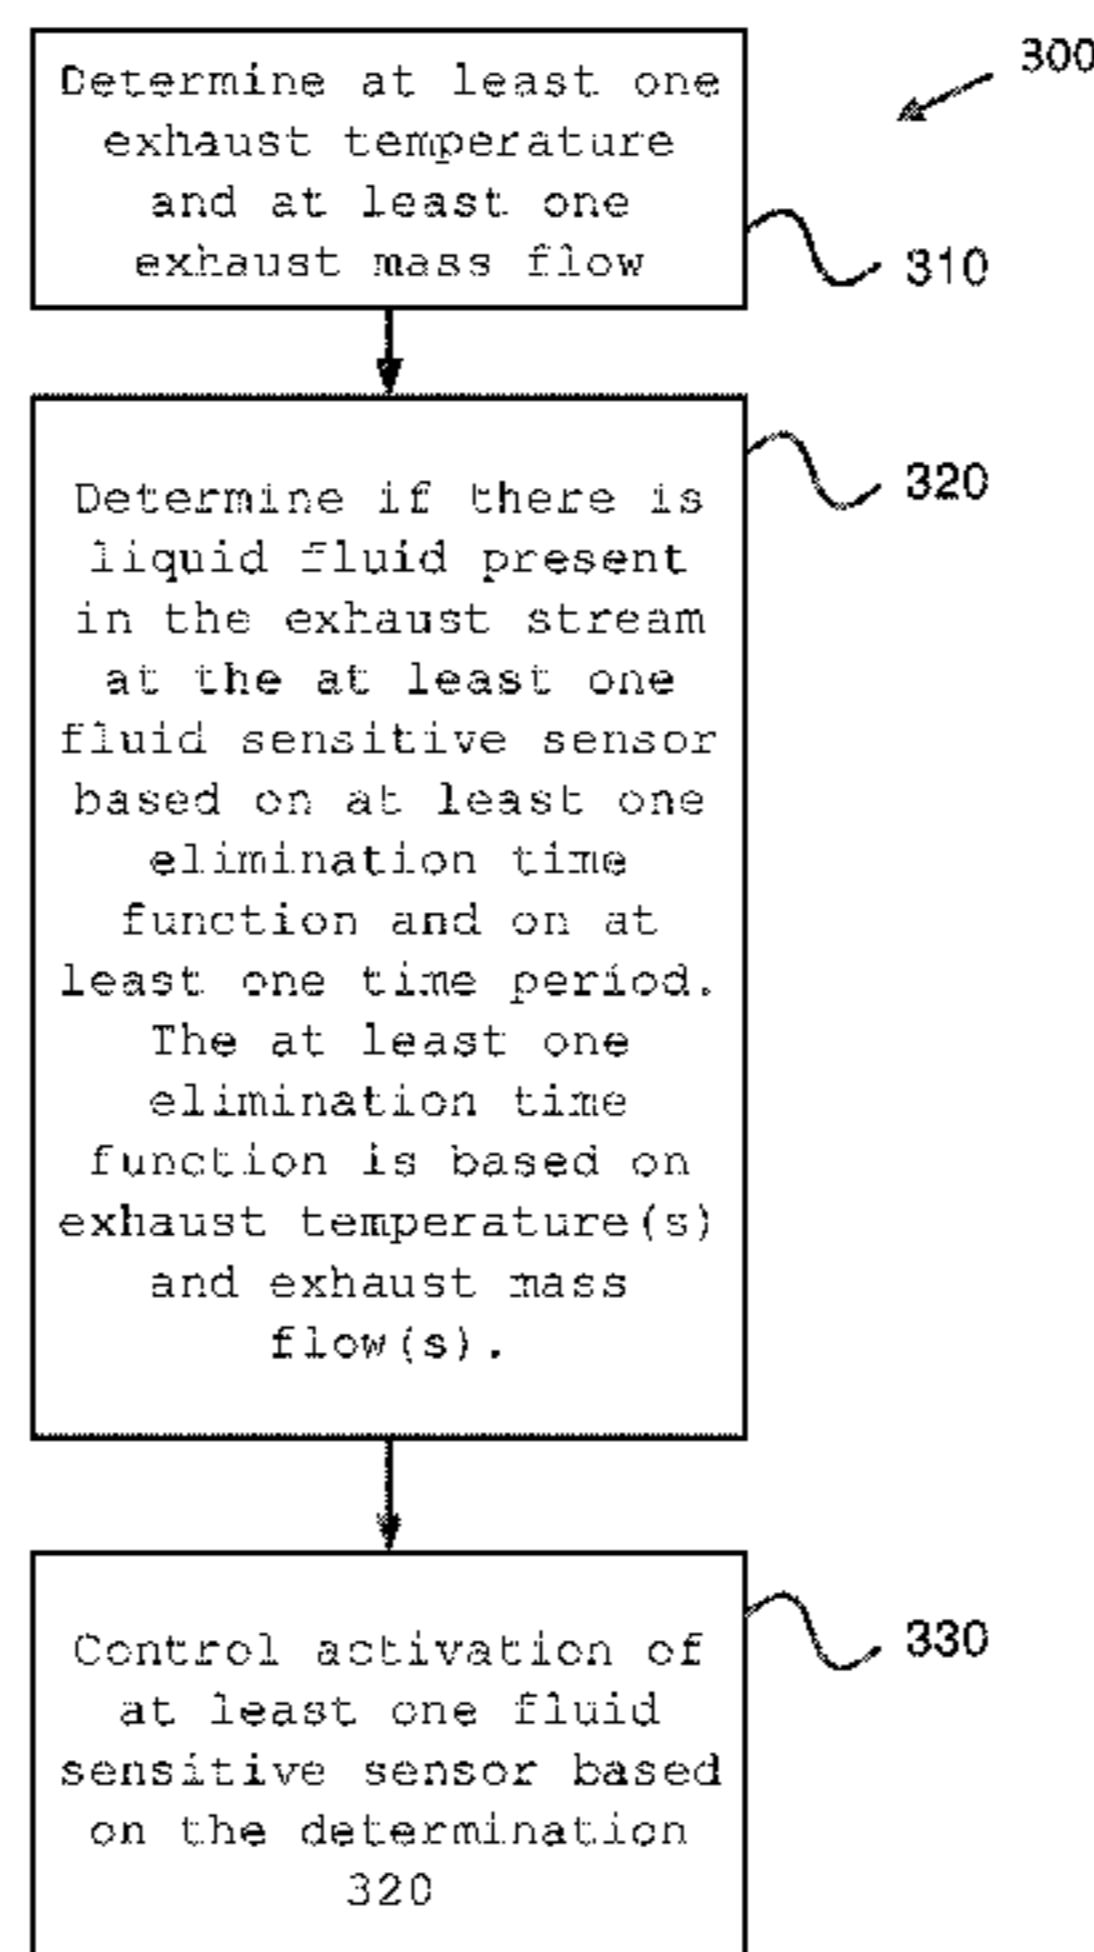 300
Determine at least one
exhaust temperature
and at least one
exhaust mass flow
310
320
Determine if there is
liquid fluid present
in the exhaust stream
at the at least one
fluid sensitive sensor
based on at least one
elimination time
function and on at
least one time period.
The at least one
elimination time
function is based on
exhaust temperature(s)
and exhaust mass
flow(s).
330
Control activation of
at least one fluid
sensitive sensor based
on the determination
320